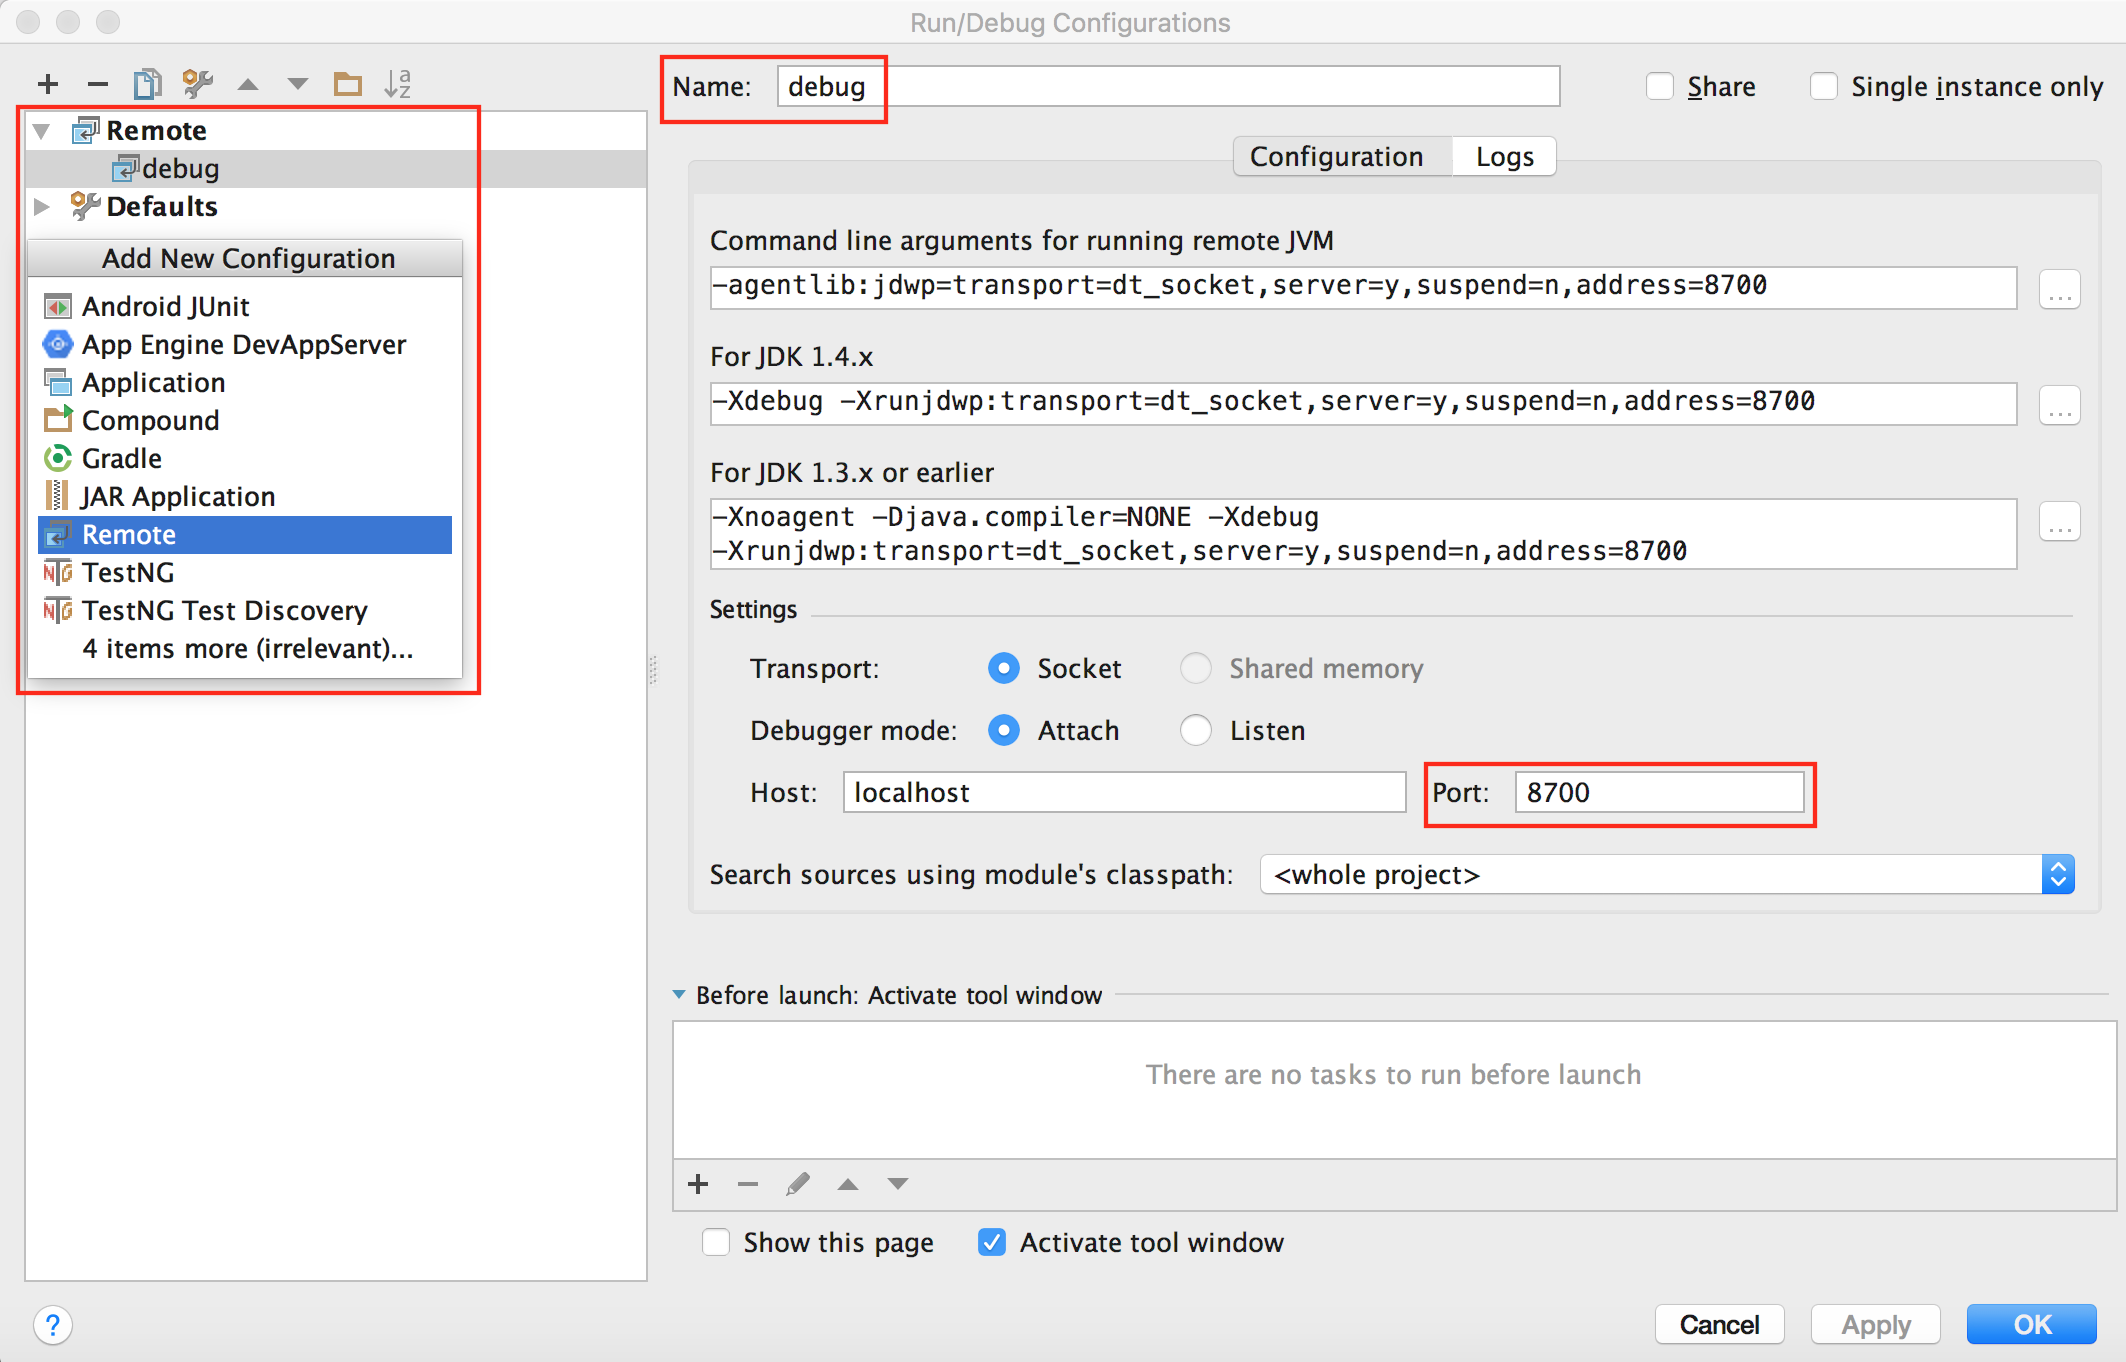 Run/Debug Configurations
Remote
debug
Defaults
Add New Configuration
Android JUnit
App Engine DevAppServer
Application
Compound
Gradle
JAR Application
Remote
TestNG
TestNG Test Discovery
4 items more (irrelevant)...
Name: debug
Share
Single instance only
Configuration
Logs
Command line arguments for running remote JVM
-agentlib:jdwp=transport=dt_socket,server=y,suspend=n,address=8700
...
For JDK 1.4.x
-Xdebug -Xrunjdwp:transport=dt_socket,server=y,suspend=n,address=8700
...
For JDK 1.3.x or earlier
-Xnoagent -Djava.compiler=NONE -Xdebug
-Xrunjdwp:transport=dt_socket,server=y,suspend=n,address=8700
...
Settings
Transport: Socket Shared memory
Debugger mode: Attach Listen
Host: localhost Port: 8700
Search sources using module's classpath: <whole project>
Before launch: Activate tool window
There are no tasks to run before launch
Show this page
Activate tool window
?
Cancel
Apply
OK